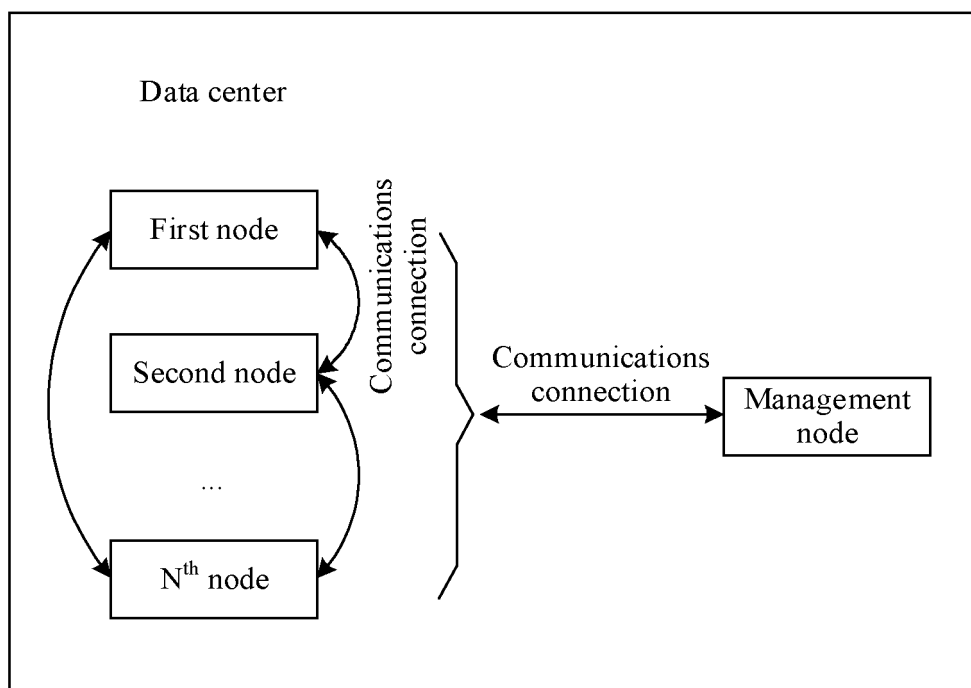 Data center
First node
Communications
connection
Second node
Communications
connection
Management
node
...
Nth node